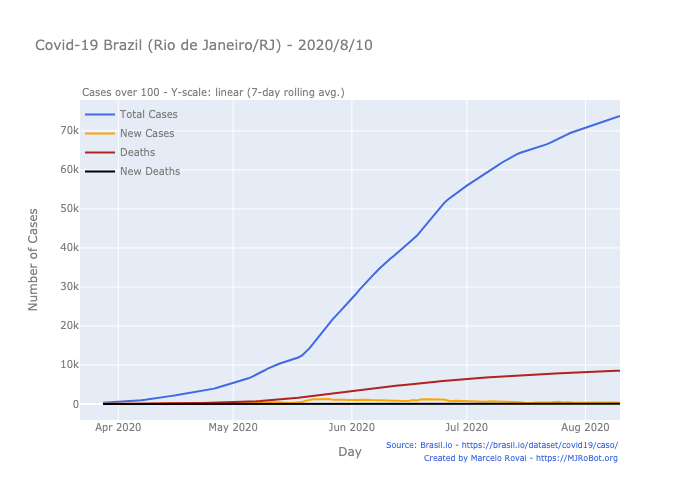 Covid-19 Brazil (Rio de Janeiro/RJ) - 2020/8/10
Cases over 100 - Y-scale: linear (7-day rolling avg.)
Total Cases
New Cases
Deaths
New Deaths
70k
60k
50k
40k
30k
20k
10k
0
Number of Cases
Apr 2020
May 2020
Jun 2020
Jul 2020
Aug 2020
Day
Source: Brasil.io - https://brasil.io/dataset/covid19/caso/
Created by Marcelo Rovai - https://MJRoBot.org